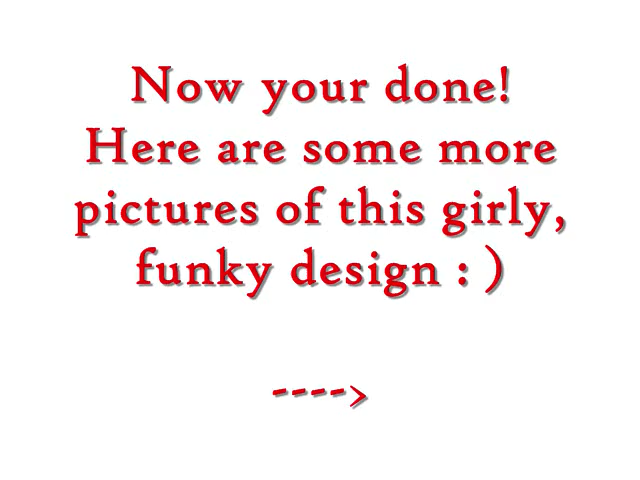 Now your done!
Here are some more
pictures of this girly,
funky design : )
---->